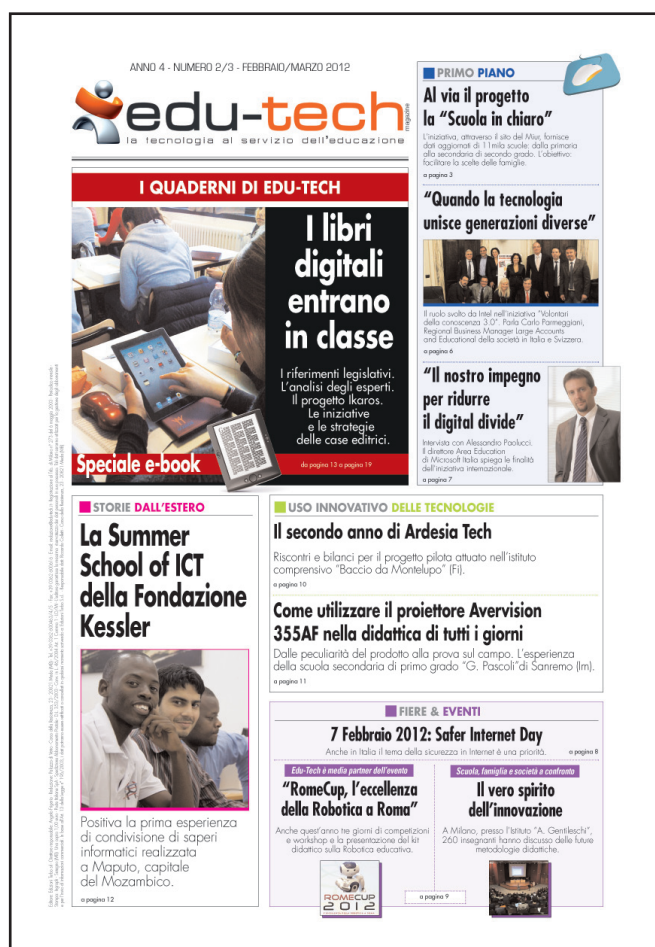 ANNO 4 - NUMERO 2/3 - FEBBRAIO/MARZO 2012
edu-tech
magazine
la tecnologia al servizio dell'educazione
I QUADERNI DI EDU-TECH
I libri
digitali
entrano
in classe
I riferimenti legislativi.
L'analisi degli esperti.
Il progetto Ikaros.
Le iniziative
e le strategie
delle case editrici.
Speciale e-book
da pagina 13 a pagina 19
PRIMO PIANO
Al via il progetto
la "Scuola in chiaro"
L'iniziativa, attraverso il sito del Miur, fornisce
dati aggiornati di 11mila scuole: dalla primaria
alla secondaria di secondo grado. L'obiettivo:
facilitare la scelte delle famiglie.
a pagina 3
"Quando la tecnologia
unisce generazioni diverse"
Il ruolo svolto da Intel nell'iniziativa "Volontari
della conoscenza 3.0". Parla Carlo Parmeggiani,
Regional Business Manager Large Accounts
and Educational della società in Italia e Svizzera.
a pagina 6
"Il nostro impegno
per ridurre
il digital divide"
Intervista con Alessandro Paolucci.
Il direttore Area Education
di Microsoft Italia spiega le finalità
dell'iniziativa internazionale.
a pagina 7
STORIE DALL'ESTERO
La Summer
School of ICT
della Fondazione
Kessler
Positiva la prima esperienza
di condivisione di saperi
informatici realizzata
a Maputo, capitale
del Mozambico.
a pagina 12
USO INNOVATIVO DELLE TECNOLOGIE
Il secondo anno di Ardesia Tech
Riscontri e bilanci per il progetto pilota attuato nell'istituto
comprensivo "Baccio da Montelupo" (Fi).
a pagina 10
Come utilizzare il proiettore Avervision
355AF nella didattica di tutti i giorni
Dalle peculiarità del prodotto alla prova sul campo. L'esperienza
della scuola secondaria di primo grado "G. Pascoli"di Sanremo (Im).
a pagina 11
FIERE & EVENTI
7 Febbraio 2012: Safer Internet Day
Anche in Italia il tema della sicurezza in Internet è una priorità.
a pagina 8
Edu-Tech è media partner dell'evento
"RomeCup, l'eccellenza
della Robotica a Roma"
Anche quest'anno tre giorni di competizioni
e workshop e la presentazione del kit
didattico sulla Robotica educativa.
ROMECUP
2012
Scuola, famiglie e società a confronto
Il vero spirito
dell'innovazione
A Milano, presso l'Istituto "A. Gentileschi",
260 insegnanti hanno discusso delle future
metodologie didattiche.
a pagina 9